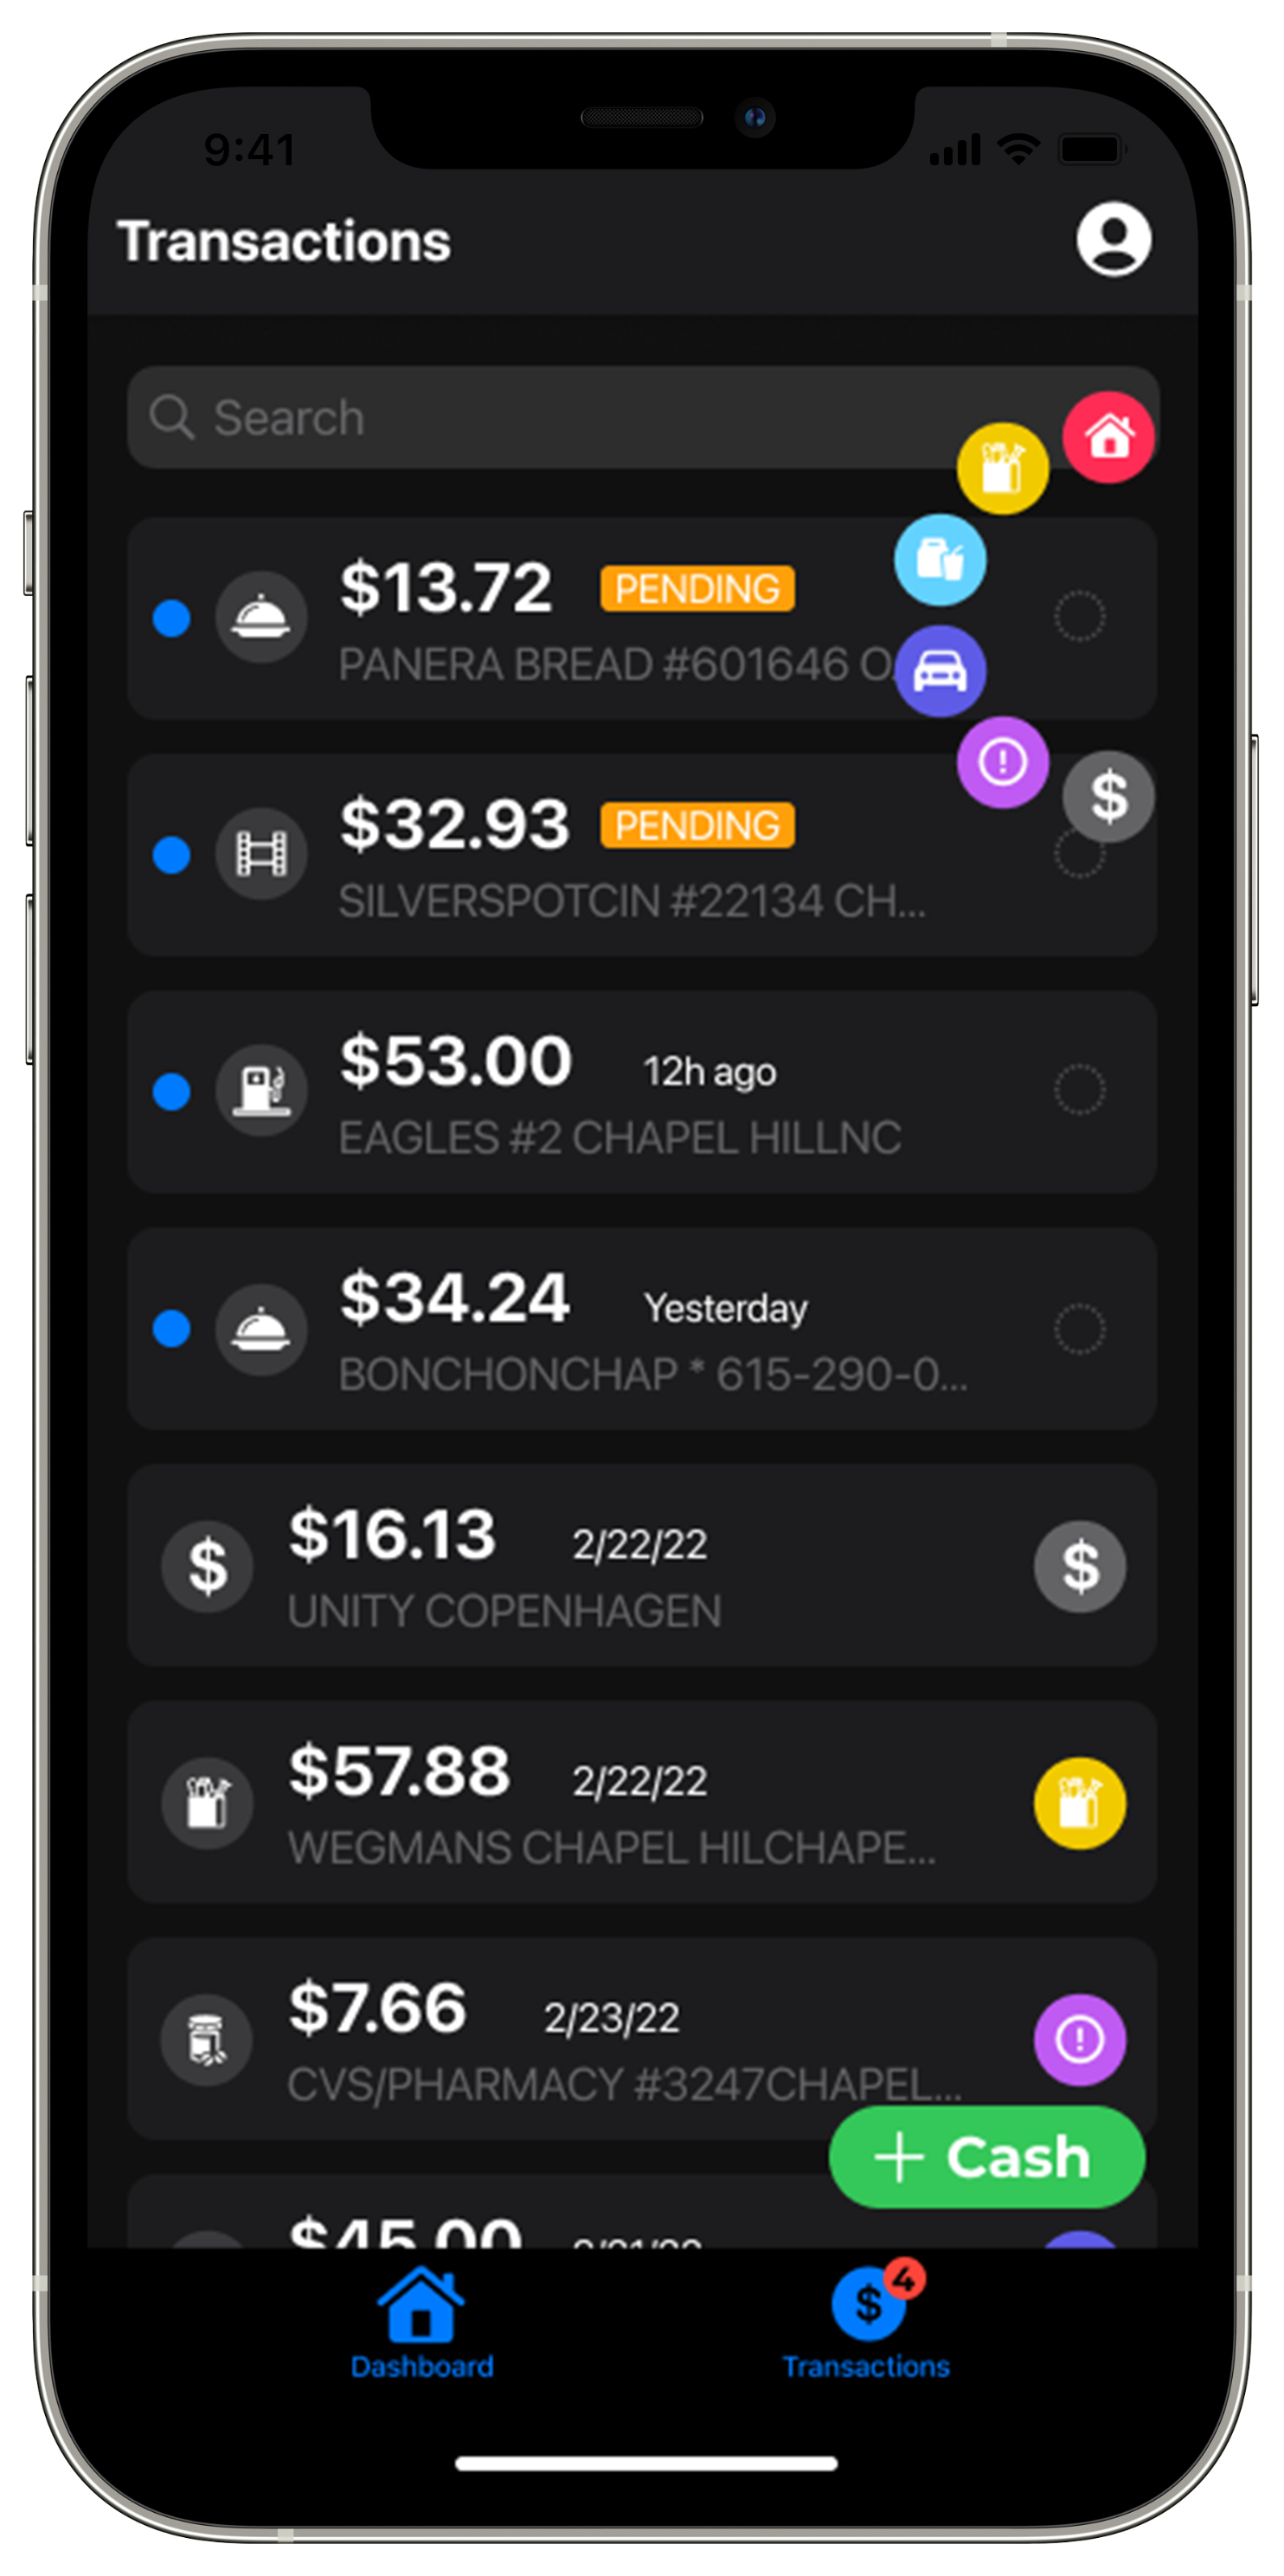 9:41
Transactions
Search
$13.72 PENDING
PANERA BREAD #601646 O
$32.93 PENDING
SILVERSPOTCIN #22134 CH...
$53.00 12h ago
EAGLES #2 CHAPEL HILLNC
$34.24 Yesterday
BONCHONCHAP * 615-290-0...
$16.13 2/22/22
UNITY COPENHAGEN
$57.88 2/22/22
WEGMANS CHAPEL HILCHAPE...
$7.66 2/23/22
CVS/PHARMACY #3247CHAPEL...
+ Cash
$45.00
4
Dashboard Transactions